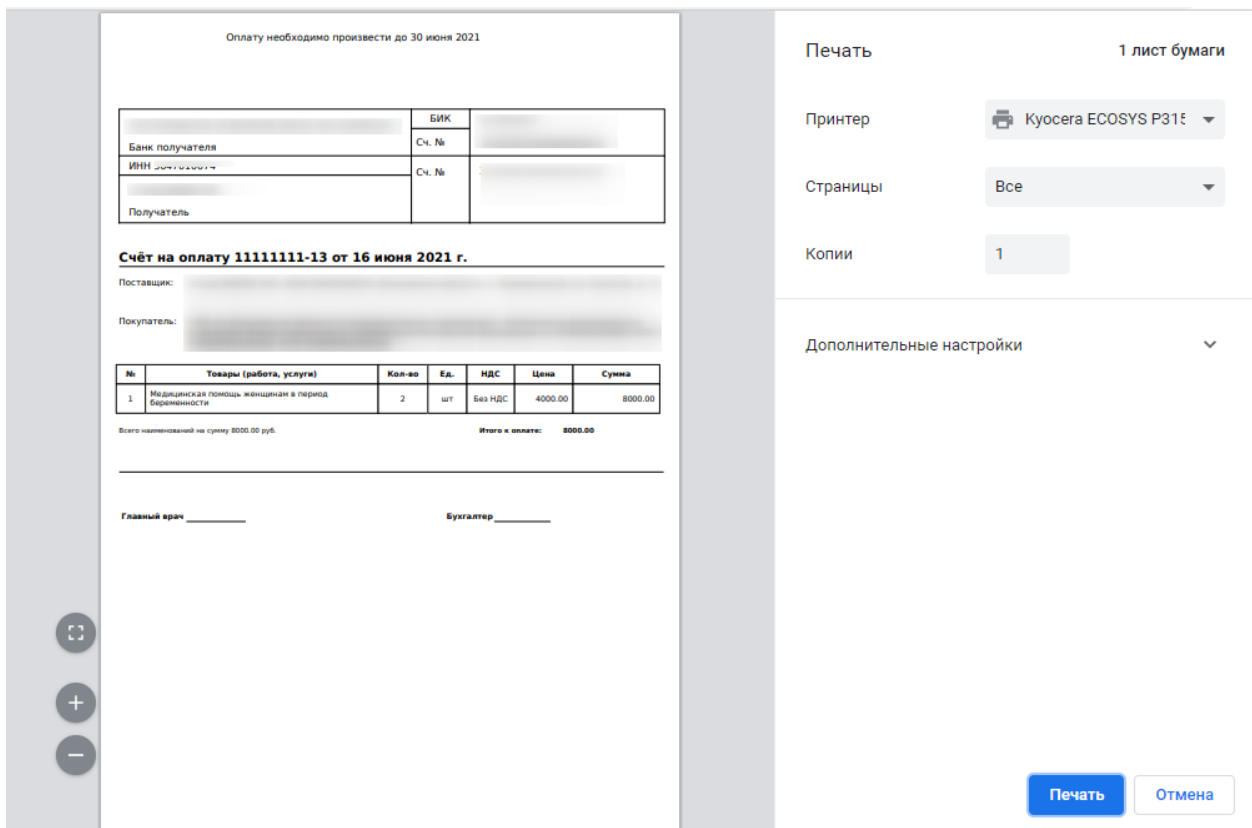 Оплату необходимо произвести до 30 июня 2021
БИК
Банк получателя
Сч. №
ИНН
Сч. №
Получатель
Счёт на оплату 11111111-13 от 16 июня 2021 г.
Поставщик:
Покупатель:
№ Товары (работа, услуги) Кол-во Ед. НДС Цена Сумма
1 Медицинская помощь женщинам в период беременности 2 шт Без НДС 4000.00 8000.00
Всего наименований на сумму 8000.00 руб. Итого к оплате: 8000.00
Главный врач Бухгалтер
Печать 1 лист бумаги
Принтер Kyocera ECOSYS P315
Страницы Все
Копии 1
Дополнительные настройки
Печать Отмена